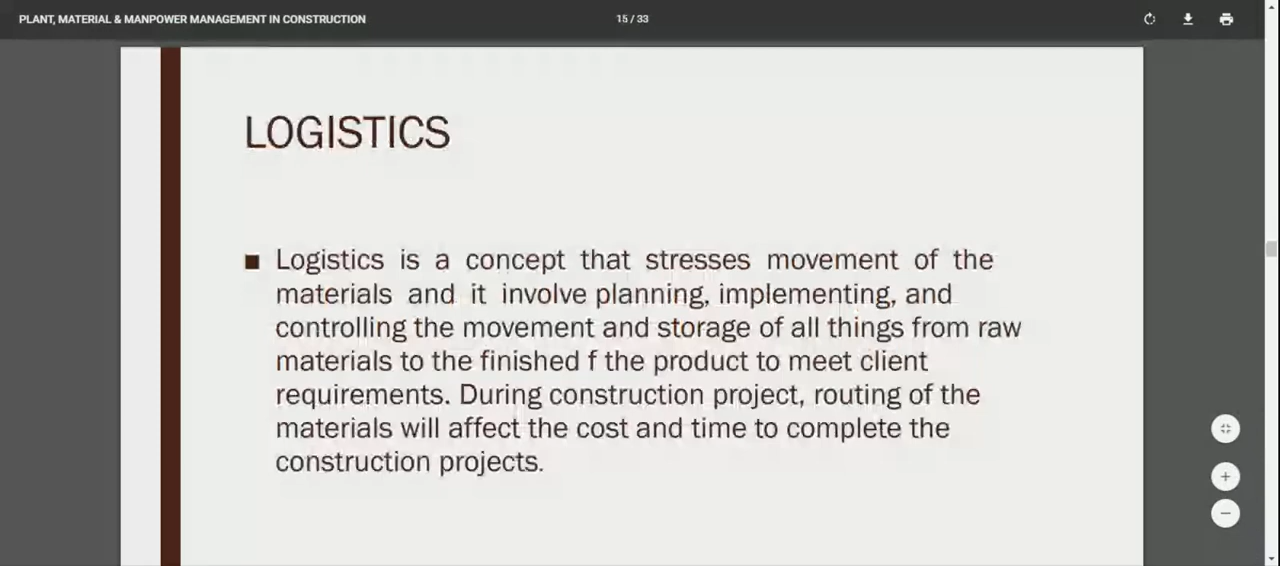 PLANT, MATERIAL & MANPOWER MANAGEMENT IN CONSTRUCTION
15 / 33
LOGISTICS
■ Logistics is a concept that stresses movement of the
materials and it involve planning, implementing, and
controlling the movement and storage of all things from raw
materials to the finished f the product to meet client
requirements. During construction project, routing of the
materials will affect the cost and time to complete the
construction projects.